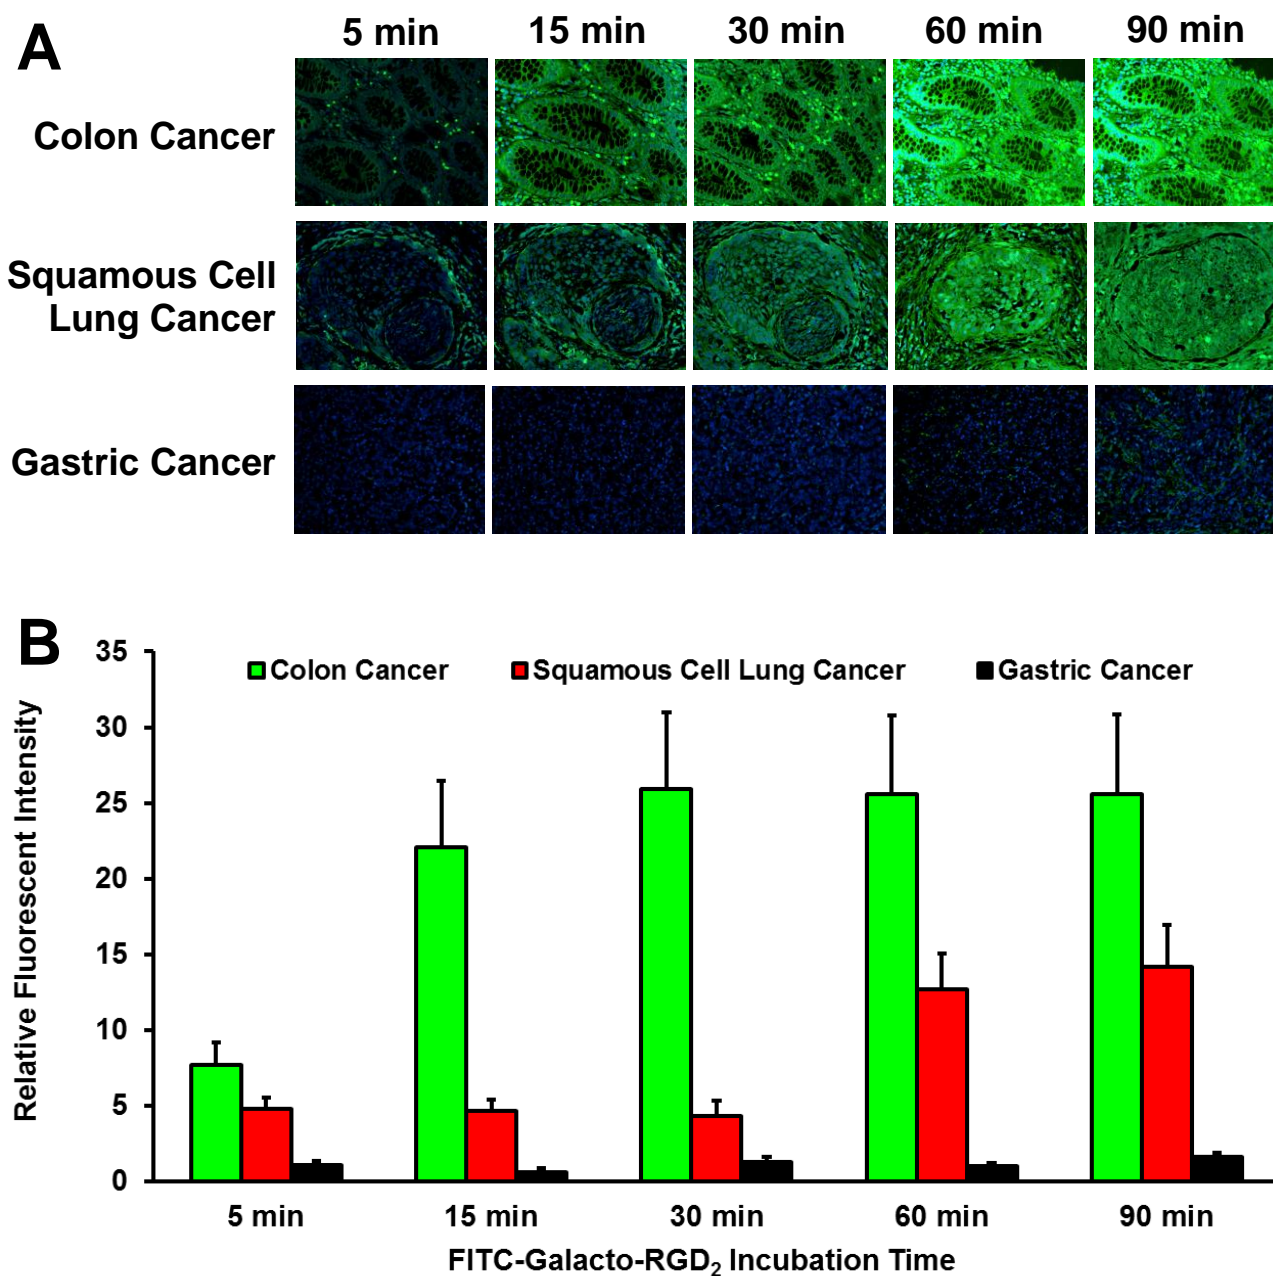 A
5 min 15 min 30 min 60 min 90 min
Colon Cancer
Squamous Cell
Lung Cancer
Gastric Cancer
B
Colon Cancer Squamous Cell Lung Cancer Gastric Cancer
Relative Fluorescent Intensity
35
30
25
20
15
10
5
0
5 min 15 min 30 min 60 min 90 min
FITC-Galacto-RGD₂ Incubation Time